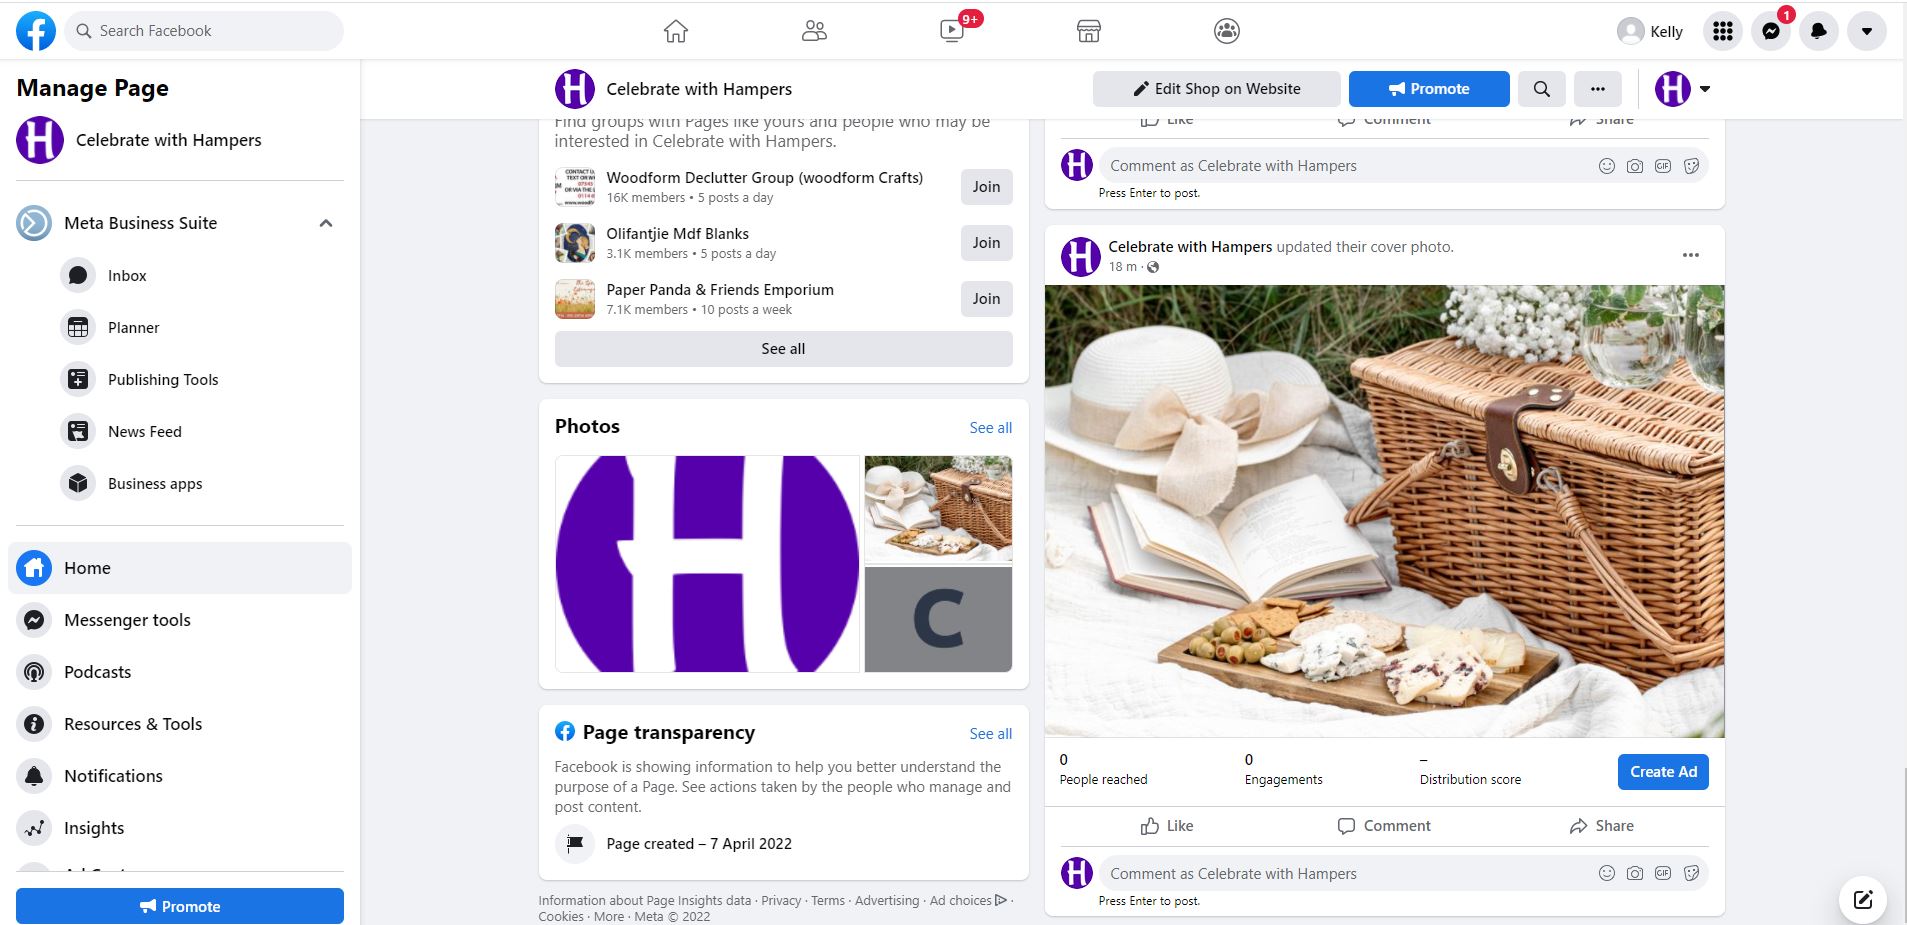 Search Facebook
9+
Kelly
1
Manage Page
Celebrate with Hampers
Meta Business Suite
Inbox
Planner
Publishing Tools
News Feed
Business apps
Home
Messenger tools
Podcasts
Resources & Tools
Notifications
Insights
Promote
H Celebrate with Hampers
Edit Shop on Website
Promote
Find groups with Pages like yours and people who may be
interested in Celebrate with Hampers.
CONTACT
Woodform Declutter Group (woodform Crafts)
16K members • 5 posts a day
Join
Olifantjie Mdf Blanks
3.1K members • 5 posts a day
Join
Paper Panda & Friends Emporium
7.1K members • 10 posts a week
Join
See all
Photos
See all
H
C
Page transparency
See all
Facebook is showing information to help you better understand the
purpose of a Page. See actions taken by the people who manage and
post content.
Page created – 7 April 2022
Information about Page Insights data · Privacy · Terms · Advertising · Ad choices ·
Cookies · More · Meta © 2022
Like
Comment
Share
Comment as Celebrate with Hampers
GIF
Press Enter to post.
Celebrate with Hampers updated their cover photo.
18 m ·
0
People reached
0
Engagements
–
Distribution score
Create Ad
Like
Comment
Share
Comment as Celebrate with Hampers
GIF
Press Enter to post.